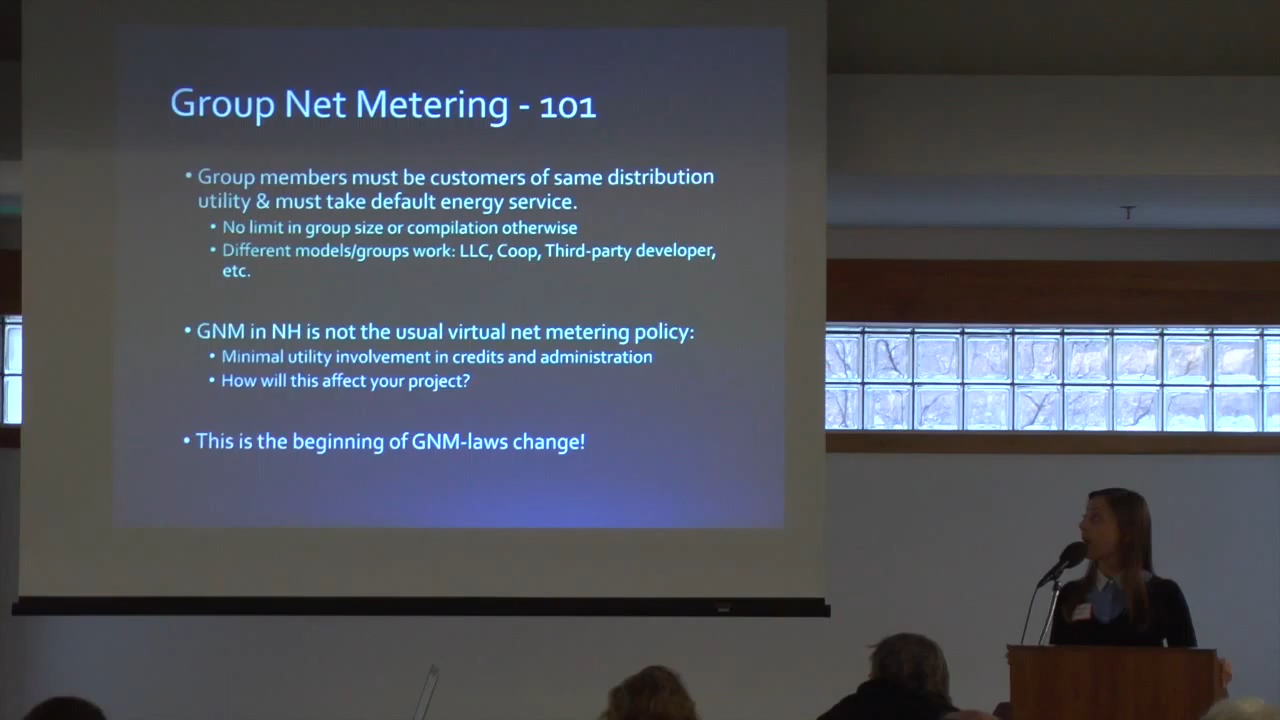 Group Net Metering - 101
• Group members must be customers of same distribution
utility & must take default energy service.
• No limit in group size or compilation otherwise
• Different models/groups work: LLC, Coop, Third-party developer,
etc.
• GNM in NH is not the usual virtual net metering policy:
• Minimal utility involvement in credits and administration
• How will this affect your project?
• This is the beginning of GNM-laws change!